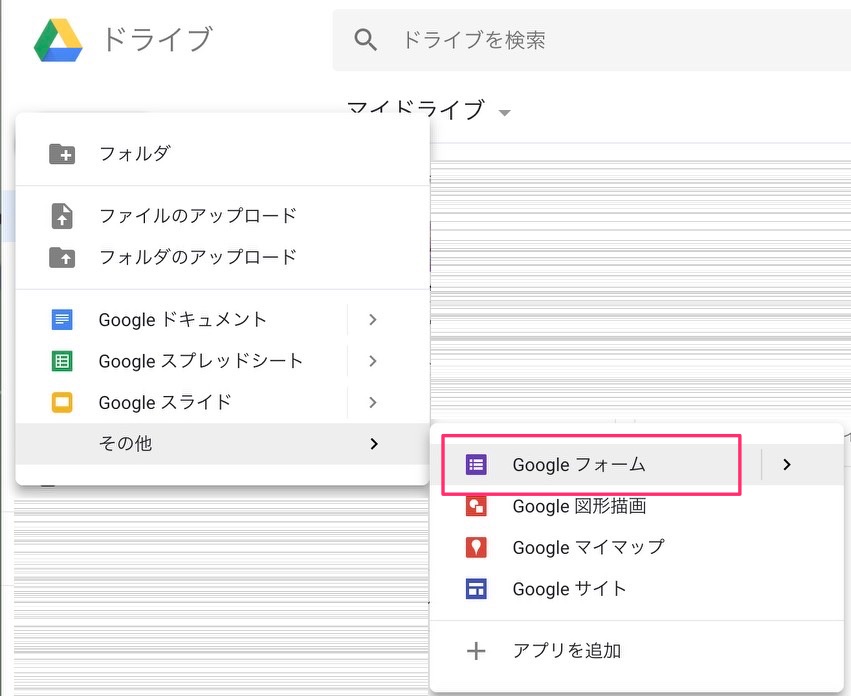 ドライブ
ドライブを検索
マイドライブ
フォルダ
ファイルのアップロード
フォルダのアップロード
Google ドキュメント
Google スプレッドシート
Google スライド
その他
Google フォーム
Google 図形描画
Google マイマップ
Google サイト
アプリを追加